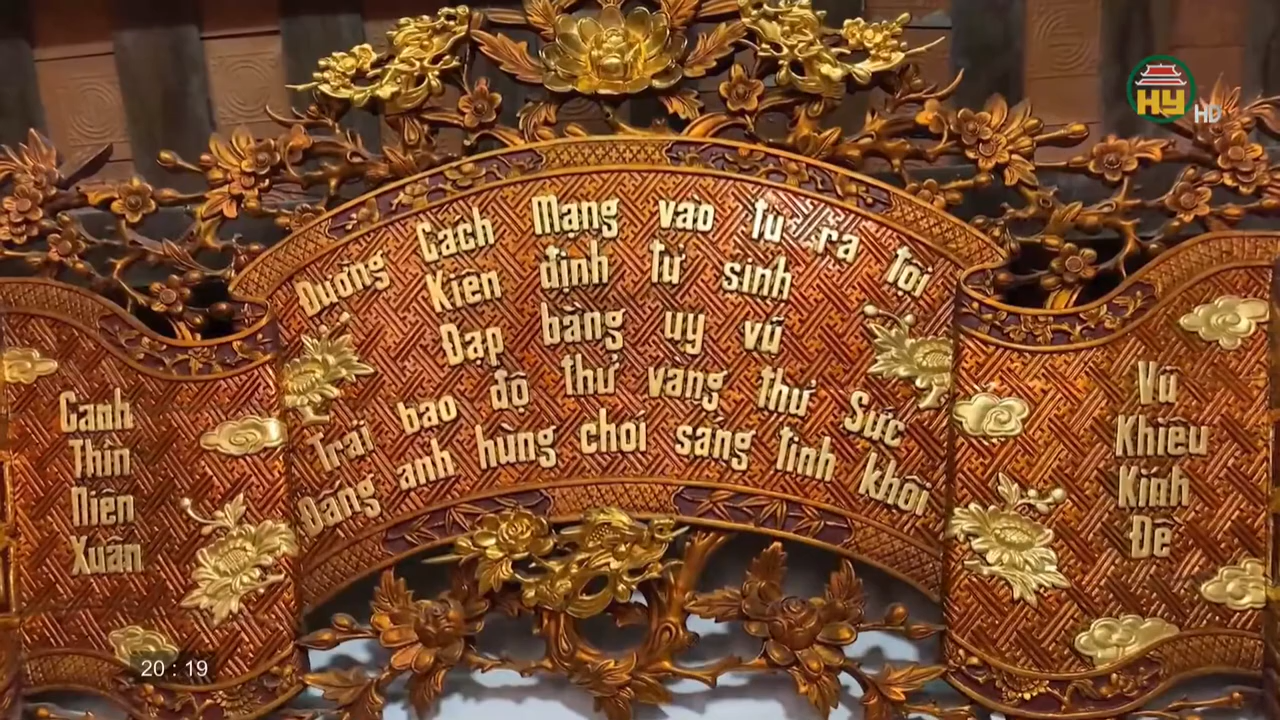 HY HD
Đường Cách Mạng vào tù ra tội
Kiên định tử sinh
Đạp bằng uy vũ
Trải bao độ thử vàng thử Sức
Đấng anh hùng chói sáng tinh khôi
Canh
Thìn
Niên
Xuân
Vũ
Khiêu
Kính
Đề
20 : 19